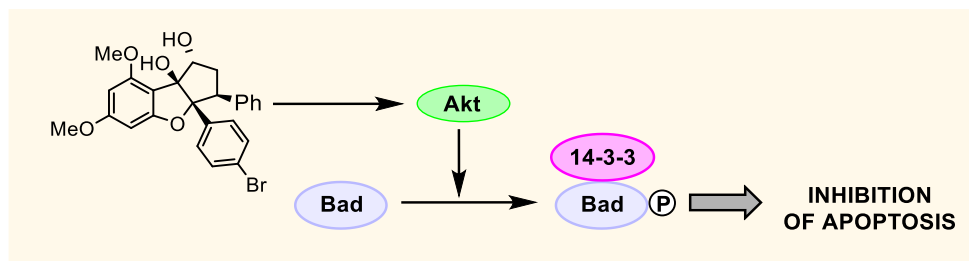 HO
MeO
HO
Ph
MeO
O
Br
Akt
14-3-3
Bad
Bad
P
INHIBITION
OF APOPTOSIS